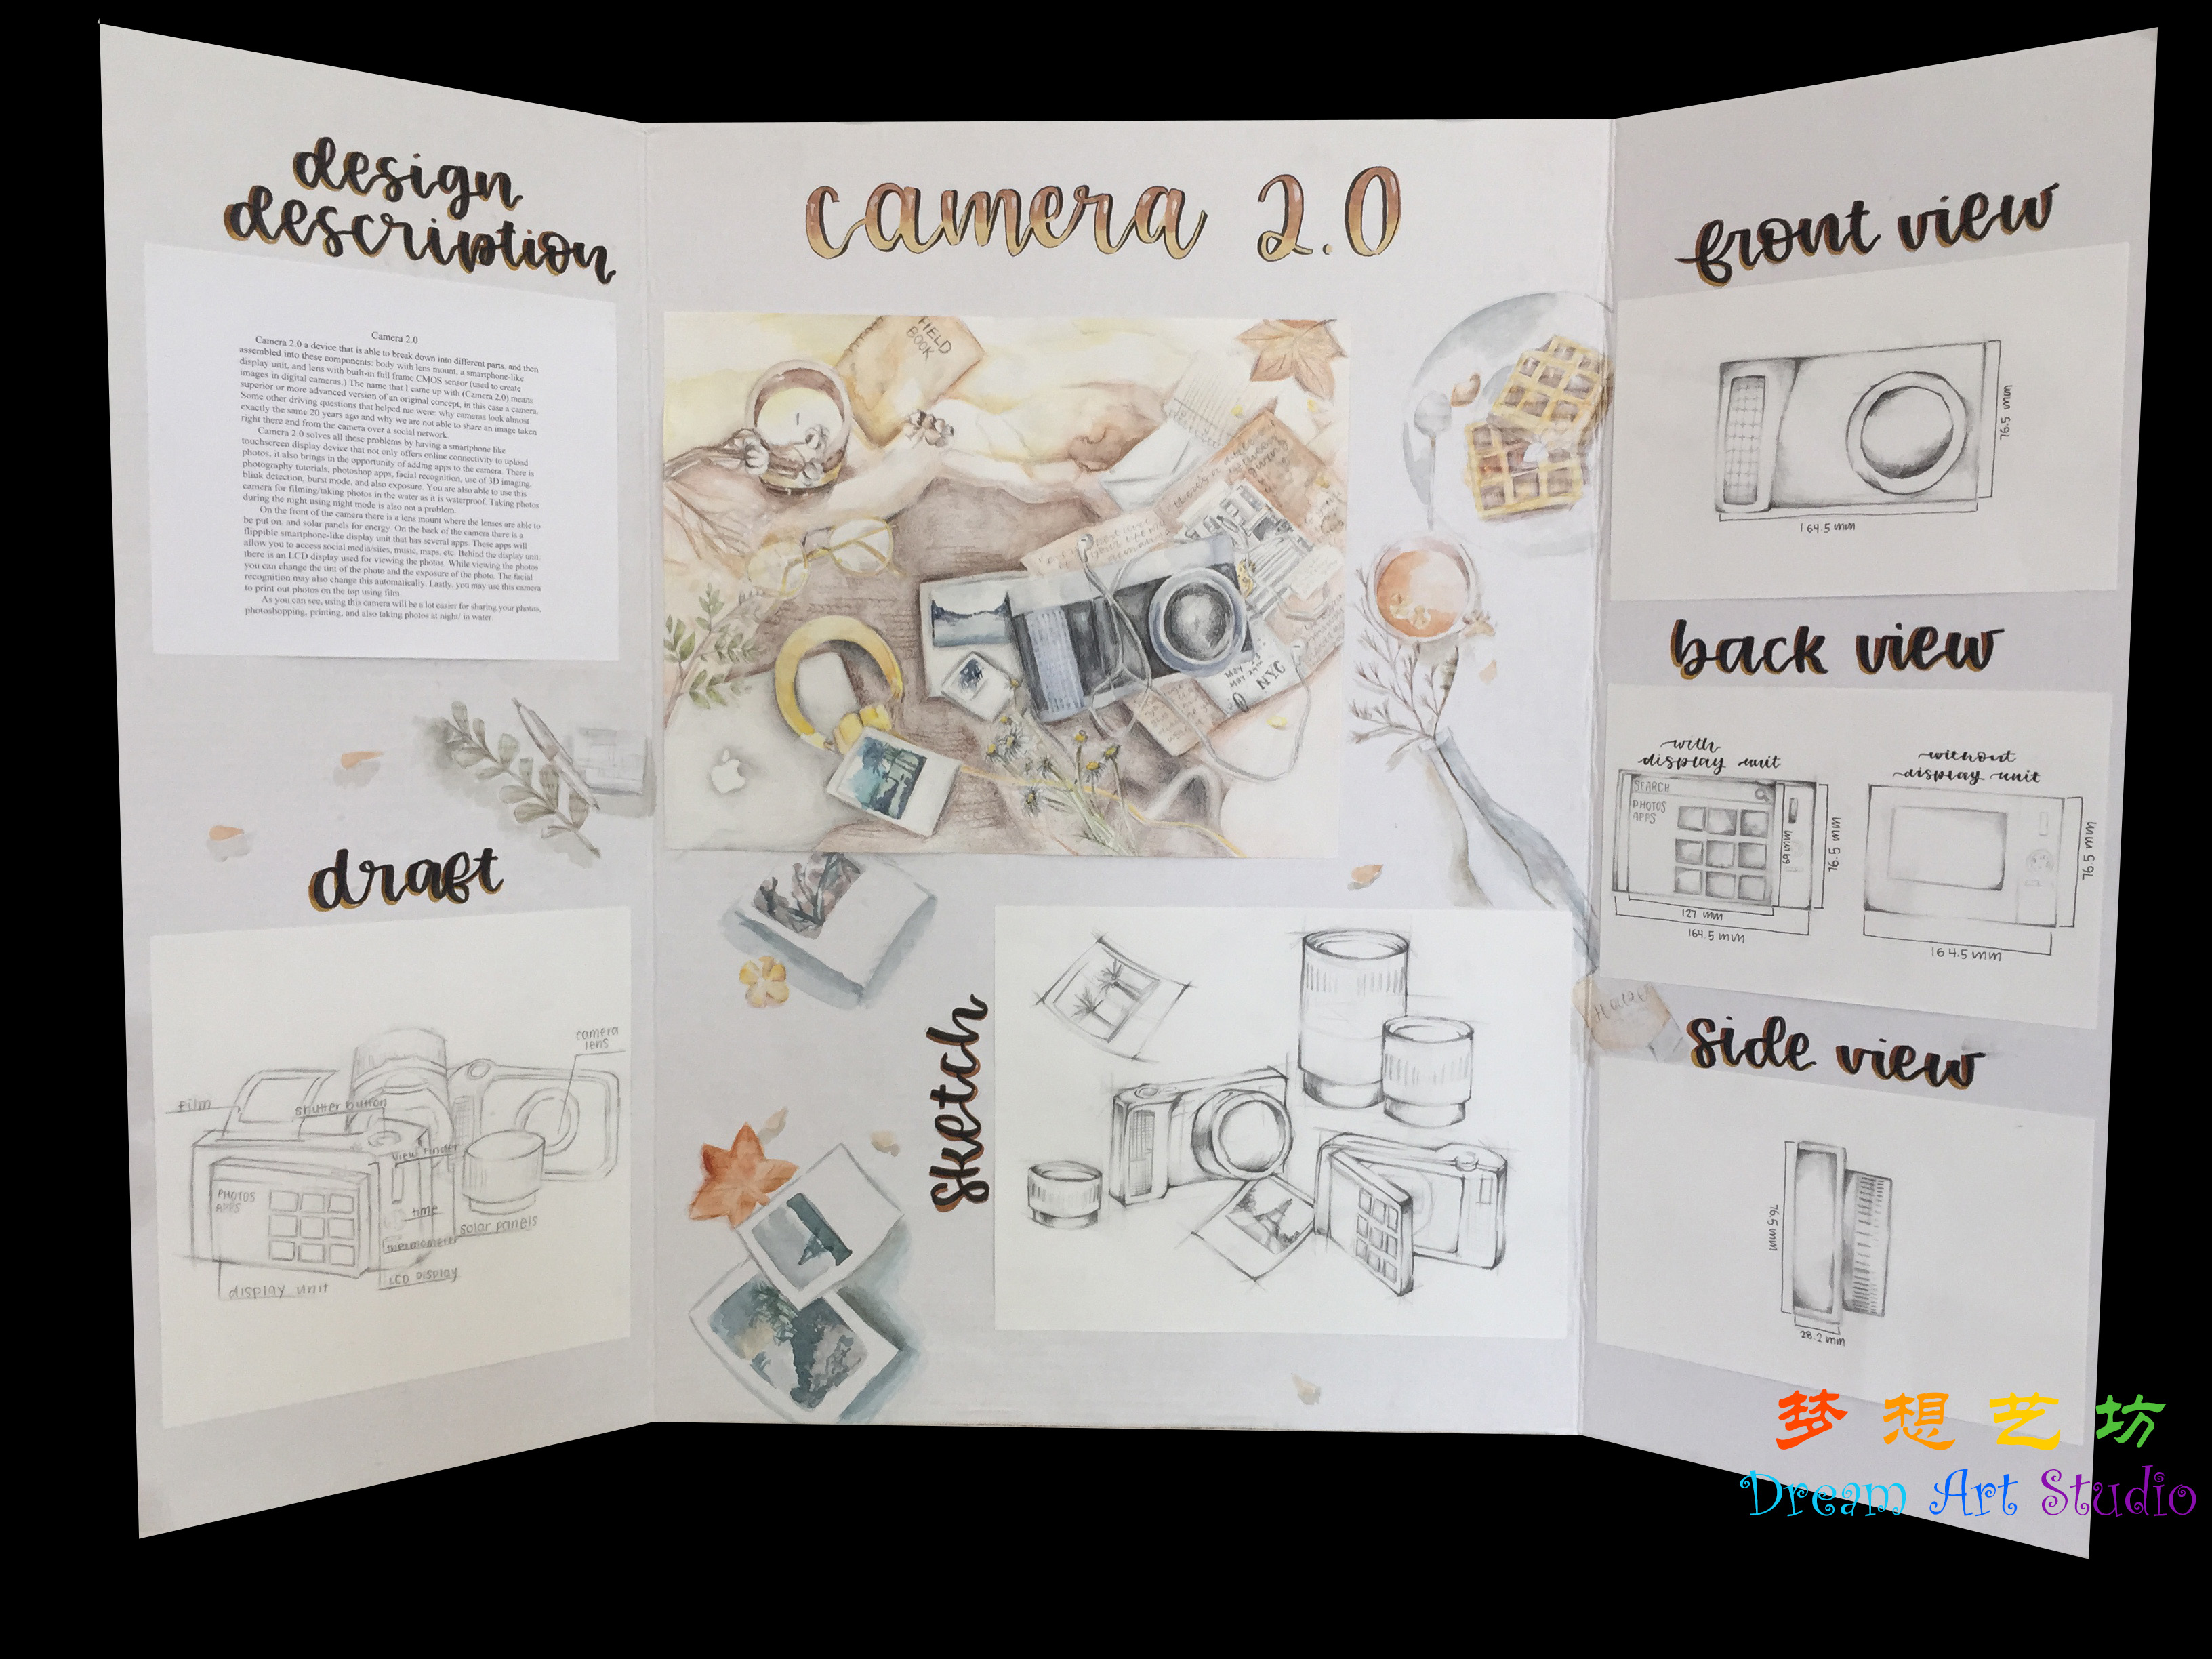 design
description
Camera 2.0
Camera 2.0 a device that is able to break down into different parts, and then
assembled into these components: body with lens mount, a smartphone-like
display unit, and lens with built-in full frame CMOS sensor (used to create
images in digital cameras.) The name that I came up with (Camera 2.0) means
superior or more advanced version of an original concept, in this case a camera.
Some other driving questions that helped me were: why cameras look almost
exactly the same 20 years ago and why we are not able to share an image taken
right there and from the camera over a social network.
Camera 2.0 solves all these problems by having a smartphone like
touchscreen display device that not only offers online connectivity to upload
photos, it also brings in the opportunity of adding apps to the camera. There is
photography tutorials, photoshop apps, facial recognition, use of 3D imaging,
blink detection, burst mode, and also exposure. You are also able to use this
camera for filming/taking photos in the water as it is waterproof. Taking photos
during the night using night mode is also not a problem.
On the front of the camera there is a lens mount where the lenses are able to
be put on, and solar panels for energy. On the back of the camera there is a
flippible smartphone-like display unit that has several apps. These apps will
allow you to access social media/sites, music, maps, etc. Behind the display unit,
there is an LCD display used for viewing the photos. While viewing the photos
you can change the tint of the photo and the exposure of the photo. The facial
recognition may also change this automatically. Lastly, you may use this camera
to print out photos on the top using film.
As you can see, using this camera will be a lot easier for sharing your photos,
photoshopping, printing, and also taking photos at night/ in water.
draft
camera
lens
film
shutter button
view finder
PHOTOS
APPS
time
solar panels
thermometer
LCD DISPLAY
display unit
camera 2.0
FIELD
BOOK
NYC
sketch
front view
76.5 mm
164.5 mm
back view
with
display unit
SEARCH
PHOTOS
APPS
69 mm
76.5 mm
127 mm
164.5 mm
without
display unit
76.5 mm
164.5 mm
side view
76.5 mm
28.2 mm
梦想艺坊
Dream Art Studio